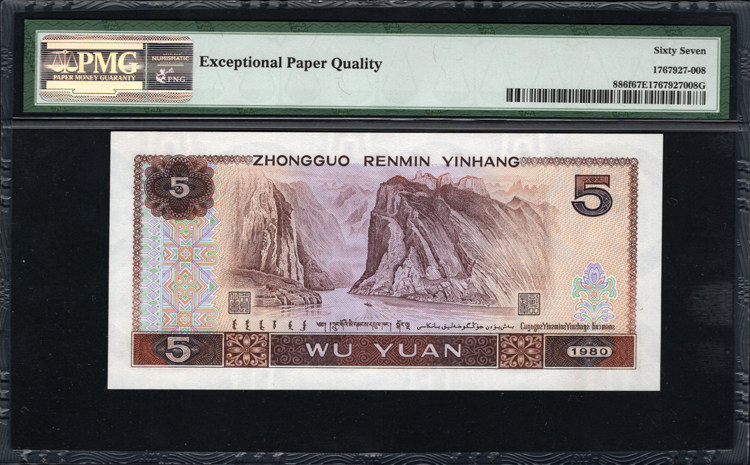 PMG
PAPER MONEY GUARANTY
NUMISMATIC
PNG
Exceptional Paper Quality
Sixty Seven
1767927-008
886f67E1767927008G
ZHONGGUO RENMIN YINHANG
5
5
5
WU YUAN
1980